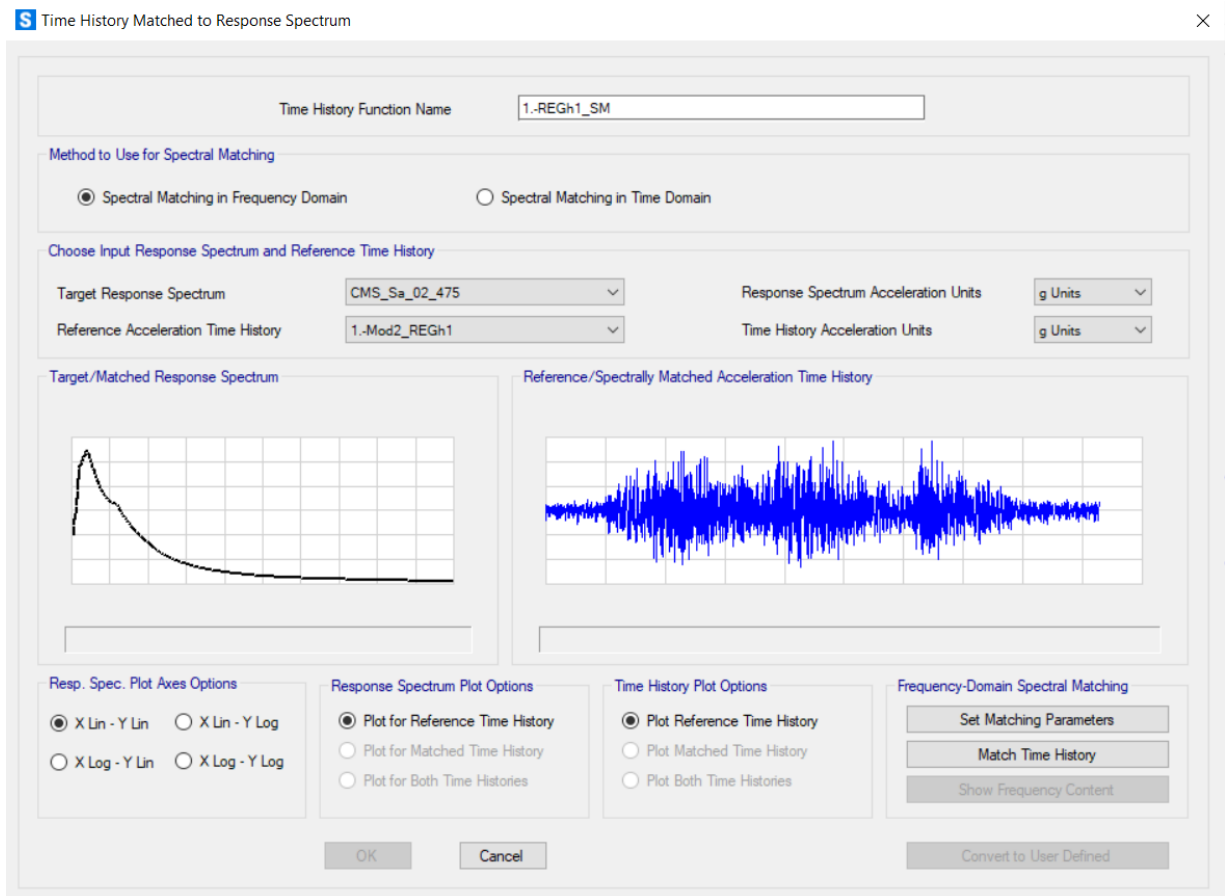 S Time History Matched to Response Spectrum
Time History Function Name 1.-REGh1_SM
Method to Use for Spectral Matching
Spectral Matching in Frequency Domain Spectral Matching in Time Domain
Choose Input Response Spectrum and Reference Time History
Target Response Spectrum CMS_Sa_02_475 Response Spectrum Acceleration Units g Units
Reference Acceleration Time History 1.-Mod2_REGh1 Time History Acceleration Units g Units
Target/Matched Response Spectrum Reference/Spectrally Matched Acceleration Time History
Resp. Spec. Plot Axes Options
X Lin - Y Lin X Lin - Y Log
X Log - Y Lin X Log - Y Log
Response Spectrum Plot Options
Plot for Reference Time History
Plot for Matched Time History
Plot for Both Time Histories
Time History Plot Options
Plot Reference Time History
Plot Matched Time History
Plot Both Time Histories
Frequency-Domain Spectral Matching
Set Matching Parameters
Match Time History
Show Frequency Content
OK Cancel Convert to User Defined